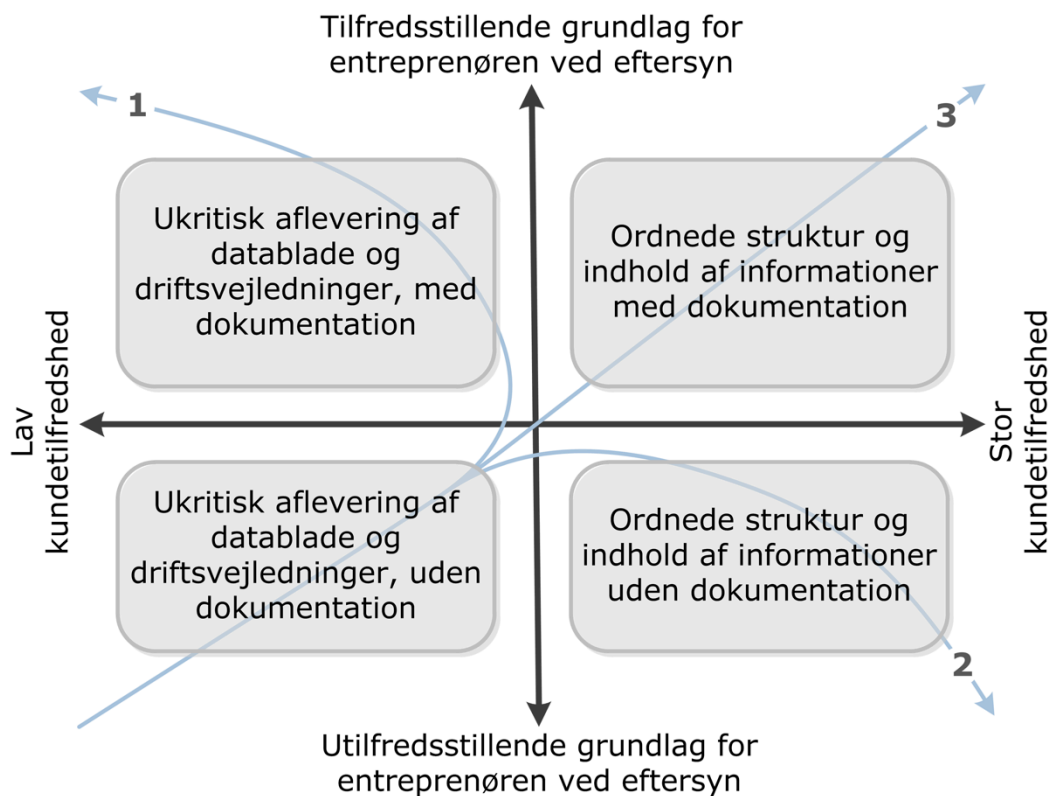 Tilfredsstillende grundlag for
entreprenøren ved eftersyn
1
3
Ukritisk aflevering af
datablade og
driftsvejledninger, med
dokumentation
Ordnede struktur og
indhold af informationer
med dokumentation
Lav
kundetilfredshed
Stor
kundetilfredshed
Ukritisk aflevering af
datablade og
driftsvejledninger, uden
dokumentation
Ordnede struktur og
indhold af informationer
uden dokumentation
2
Utilfredsstillende grundlag for
entreprenøren ved eftersyn